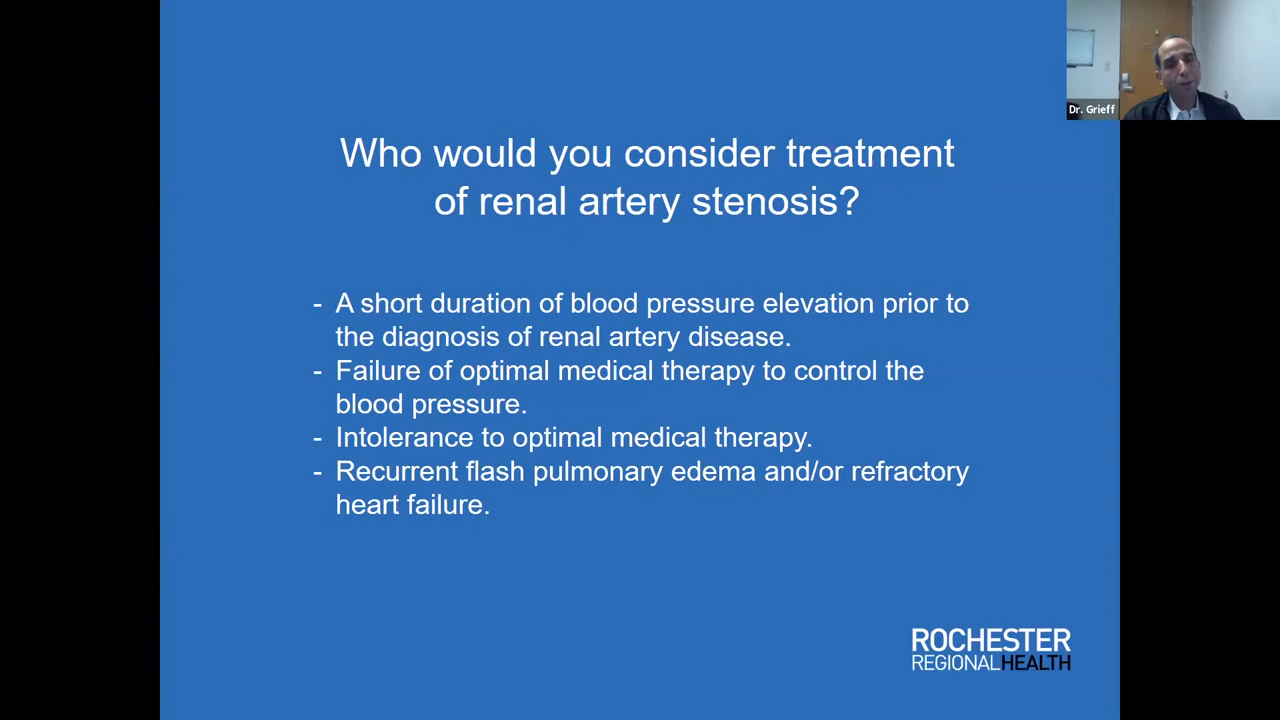 Dr. Grieff
Who would you consider treatment
of renal artery stenosis?
- A short duration of blood pressure elevation prior to
the diagnosis of renal artery disease.
- Failure of optimal medical therapy to control the
blood pressure.
- Intolerance to optimal medical therapy.
- Recurrent flash pulmonary edema and/or refractory
heart failure.
ROCHESTER
REGIONALHEALTH